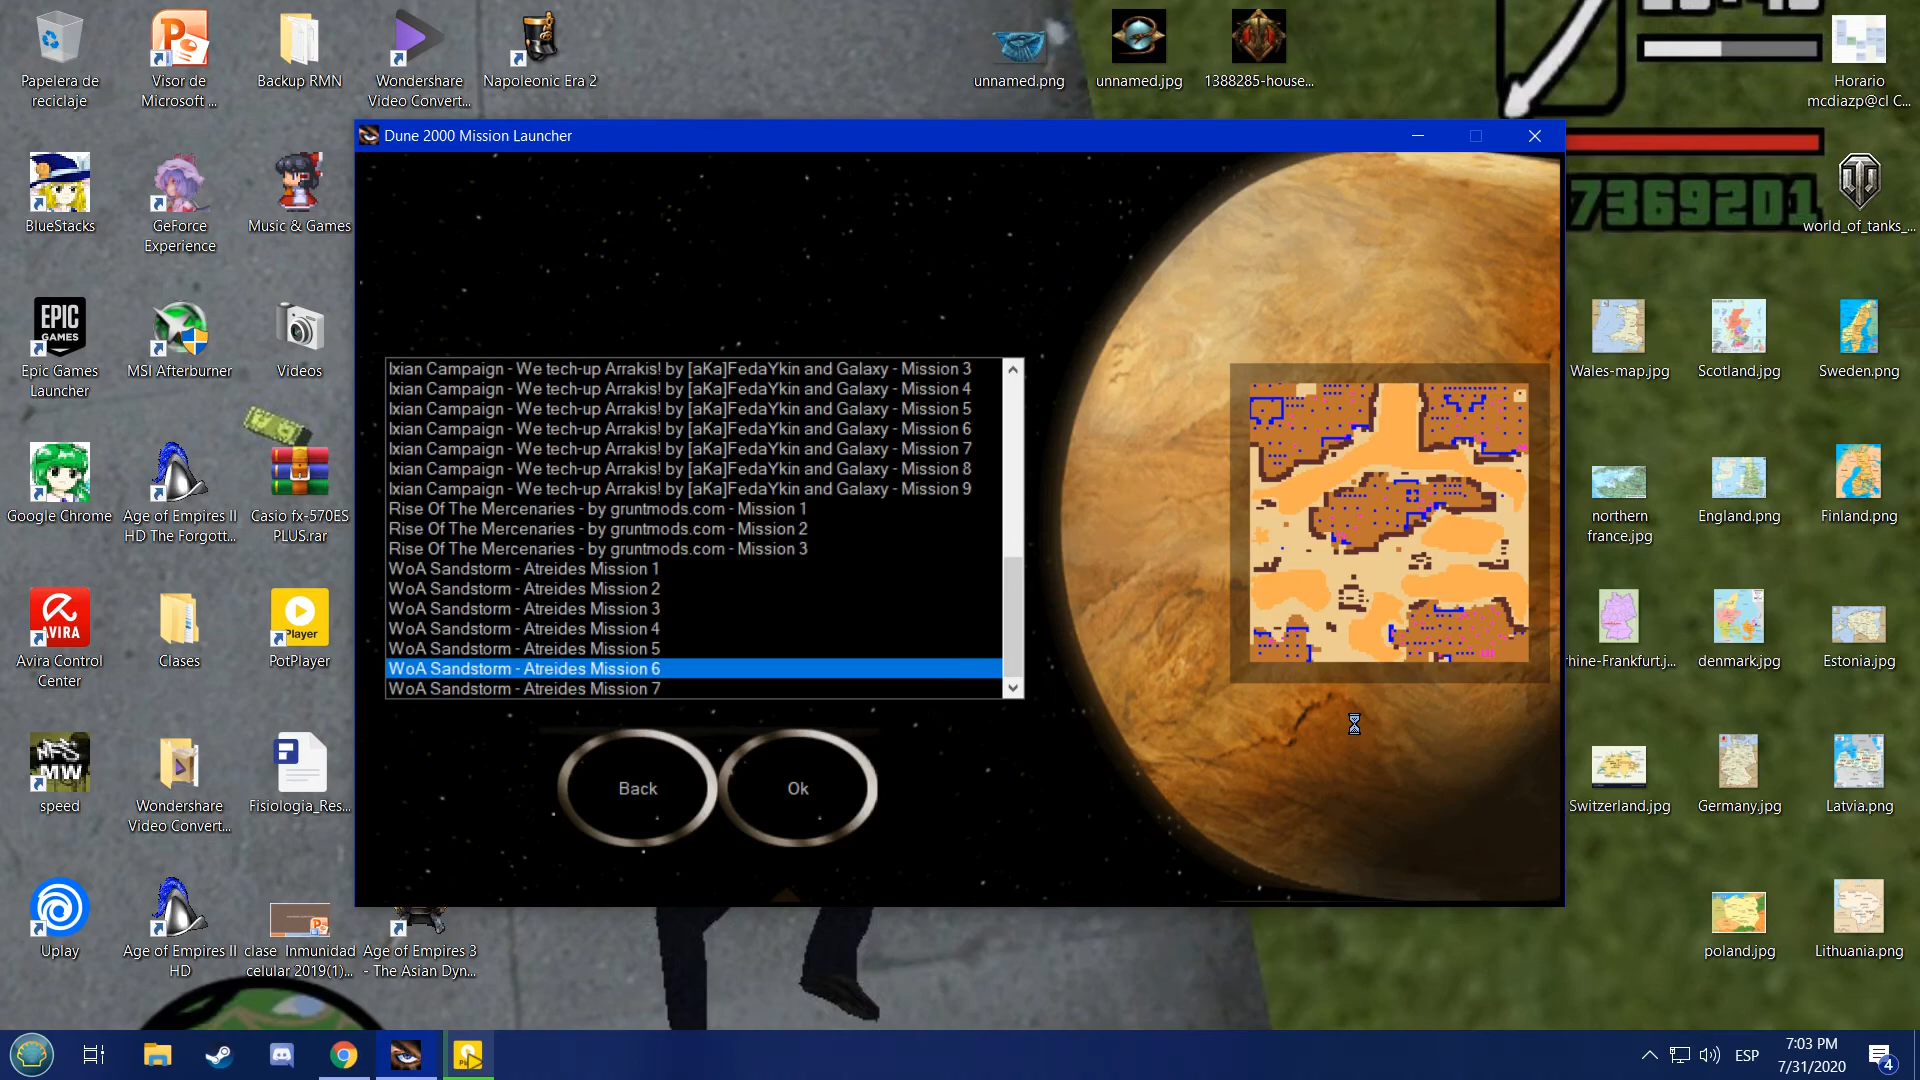 Papelera de reciclaje
Visor de Microsoft ...
Backup RMN
Wondershare Video Convert...
Napoleonic Era 2
unnamed.png
unnamed.jpg
1388285-house...
Horario mcdiazp@cl C...
Dune 2000 Mission Launcher
7369201
BlueStacks
GeForce Experience
Music & Games
world_of_tanks_...
EPIC GAMES
Epic Games Launcher
MSI Afterburner
Videos
Wales-map.jpg
Scotland.jpg
Sweden.png
Ixian Campaign - We tech-up Arrakis! by [aKa]FedaYkin and Galaxy - Mission 3
Ixian Campaign - We tech-up Arrakis! by [aKa]FedaYkin and Galaxy - Mission 4
Ixian Campaign - We tech-up Arrakis! by [aKa]FedaYkin and Galaxy - Mission 5
Ixian Campaign - We tech-up Arrakis! by [aKa]FedaYkin and Galaxy - Mission 6
Ixian Campaign - We tech-up Arrakis! by [aKa]FedaYkin and Galaxy - Mission 7
Ixian Campaign - We tech-up Arrakis! by [aKa]FedaYkin and Galaxy - Mission 8
Ixian Campaign - We tech-up Arrakis! by [aKa]FedaYkin and Galaxy - Mission 9
Rise Of The Mercenaries - by gruntmods.com - Mission 1
Rise Of The Mercenaries - by gruntmods.com - Mission 2
Rise Of The Mercenaries - by gruntmods.com - Mission 3
WoA Sandstorm - Atreides Mission 1
WoA Sandstorm - Atreides Mission 2
WoA Sandstorm - Atreides Mission 3
WoA Sandstorm - Atreides Mission 4
WoA Sandstorm - Atreides Mission 5
WoA Sandstorm - Atreides Mission 6
WoA Sandstorm - Atreides Mission 7
Back
Ok
Google Chrome
Age of Empires II HD The Forgott...
Casio fx-570ES PLUS.rar
northern france.jpg
England.png
Finland.png
AVIRA
Avira Control Center
Clases
Player
PotPlayer
rhine-Frankfurt.j...
denmark.jpg
Estonia.jpg
NFS MW
speed
Wondershare Video Convert...
Fisiologia_Res...
Switzerland.jpg
Germany.jpg
Latvia.png
Uplay
Age of Empires II HD
clase Inmunidad celular 2019(1)...
Age of Empires 3 - The Asian Dyn...
poland.jpg
Lithuania.png
ESP
7:03 PM
7/31/2020
4